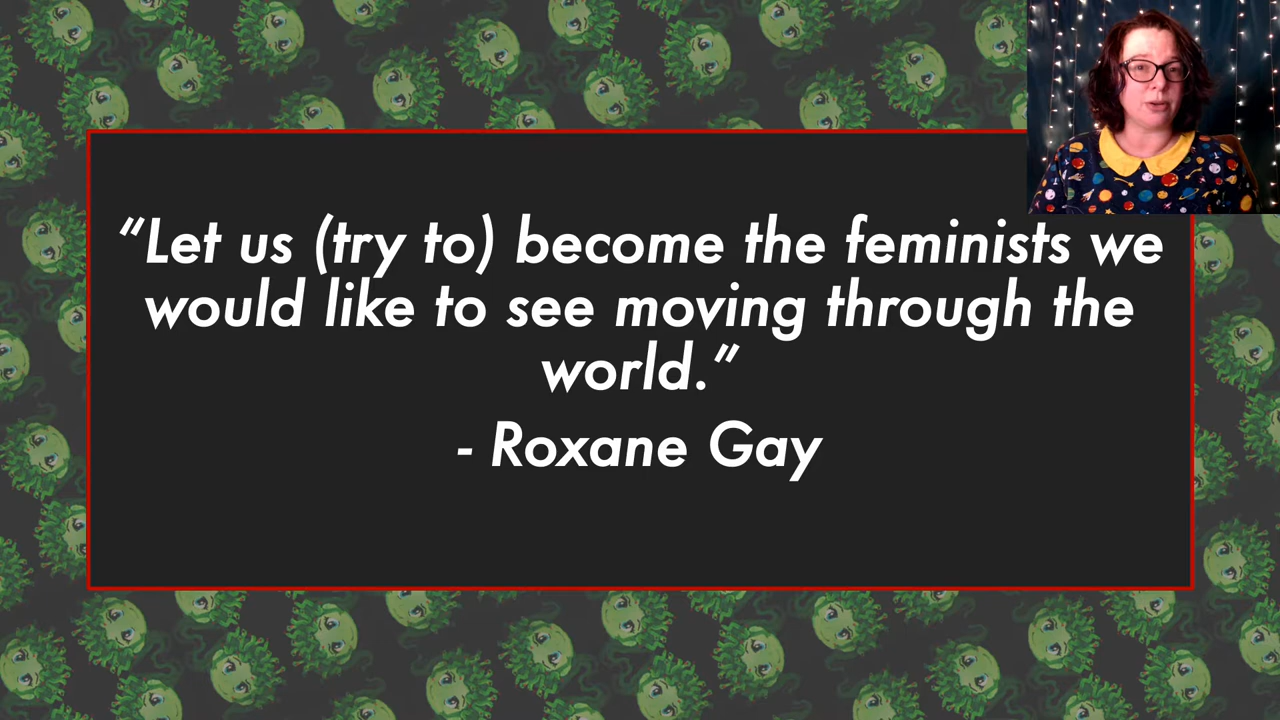 “Let us (try to) become the feminists we
would like to see moving through the
world.”
- Roxane Gay